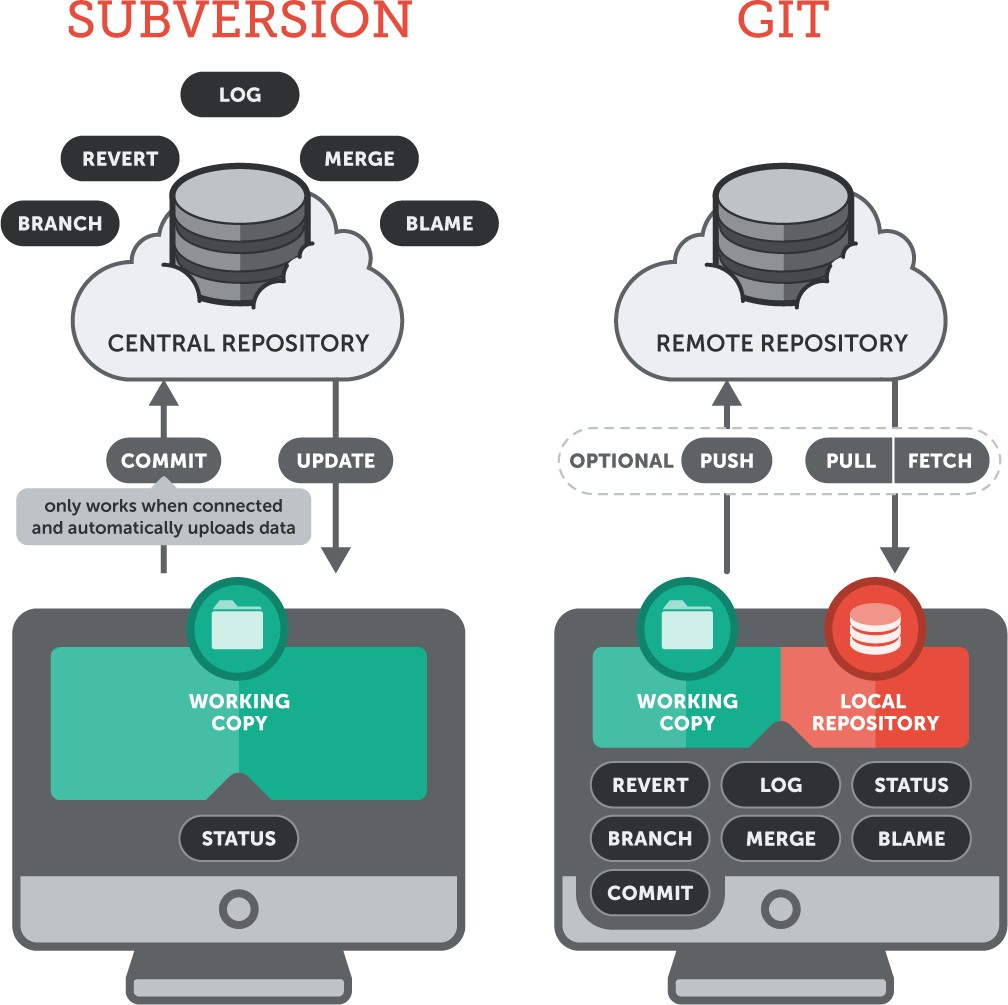 SUBVERSION
LOG
REVERT
MERGE
BRANCH
BLAME
CENTRAL REPOSITORY
COMMIT
UPDATE
only works when connected
and automatically uploads data
WORKING
COPY
STATUS
GIT
REMOTE REPOSITORY
OPTIONAL
PUSH
PULL
FETCH
WORKING
COPY
LOCAL
REPOSITORY
REVERT
LOG
STATUS
BRANCH
MERGE
BLAME
COMMIT